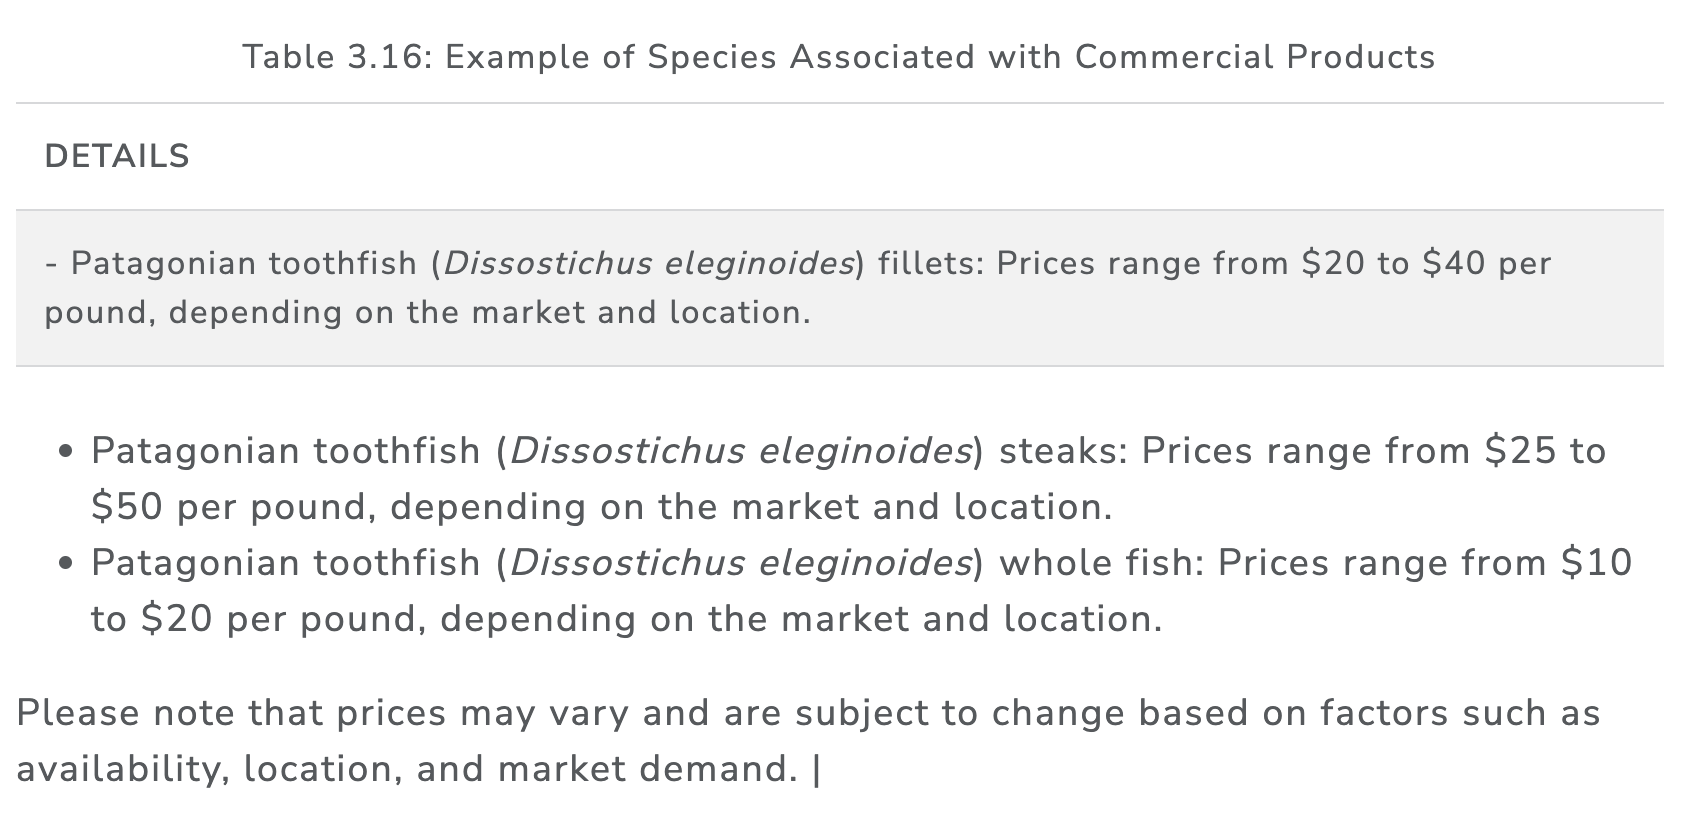 Table 3.16: Example of Species Associated with Commercial Products
DETAILS
- Patagonian toothfish (Dissostichus eleginoides) fillets: Prices range from $20 to $40 per
pound, depending on the market and location.
• Patagonian toothfish (Dissostichus eleginoides) steaks: Prices range from $25 to
$50 per pound, depending on the market and location.
• Patagonian toothfish (Dissostichus eleginoides) whole fish: Prices range from $10
to $20 per pound, depending on the market and location.
Please note that prices may vary and are subject to change based on factors such as
availability, location, and market demand. |